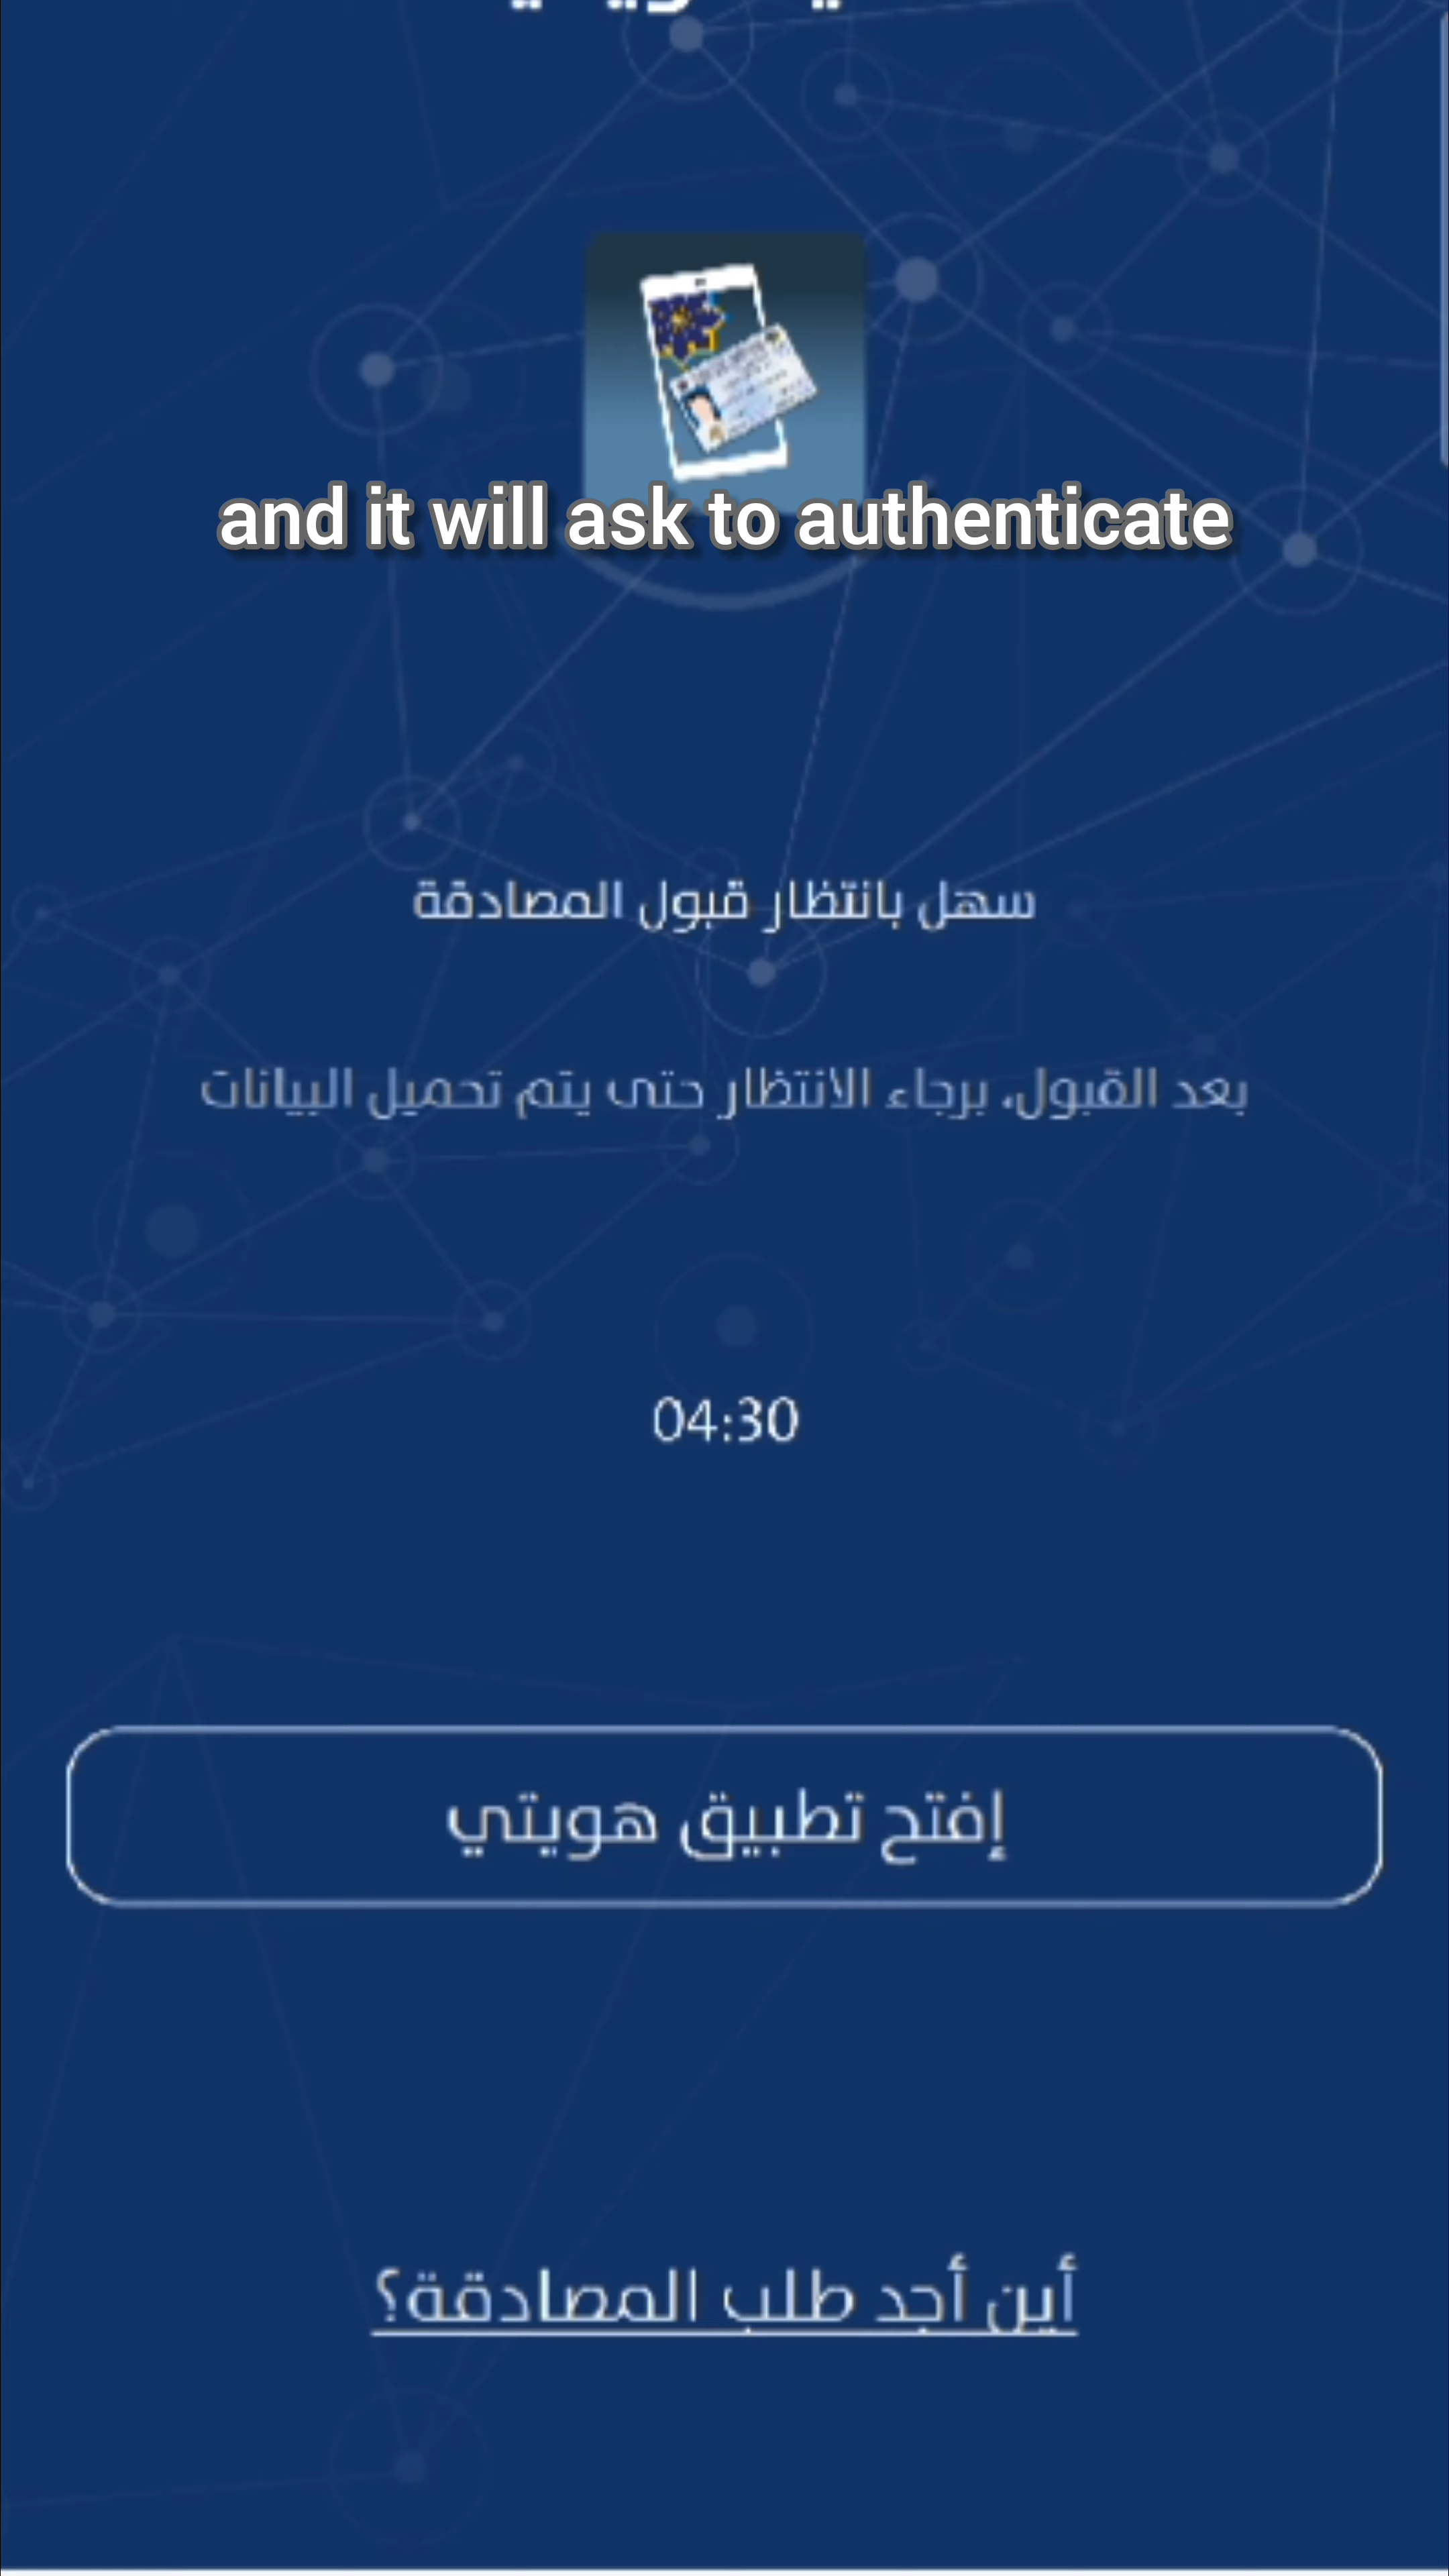 and it will ask to authenticate
سهل بانتظار قبول المصادقة
بعد القبول، برجاء الانتظار حتى يتم تحميل البيانات
04:30
إفتح تطبيق هويتي
أين أجد طلب المصادقة؟